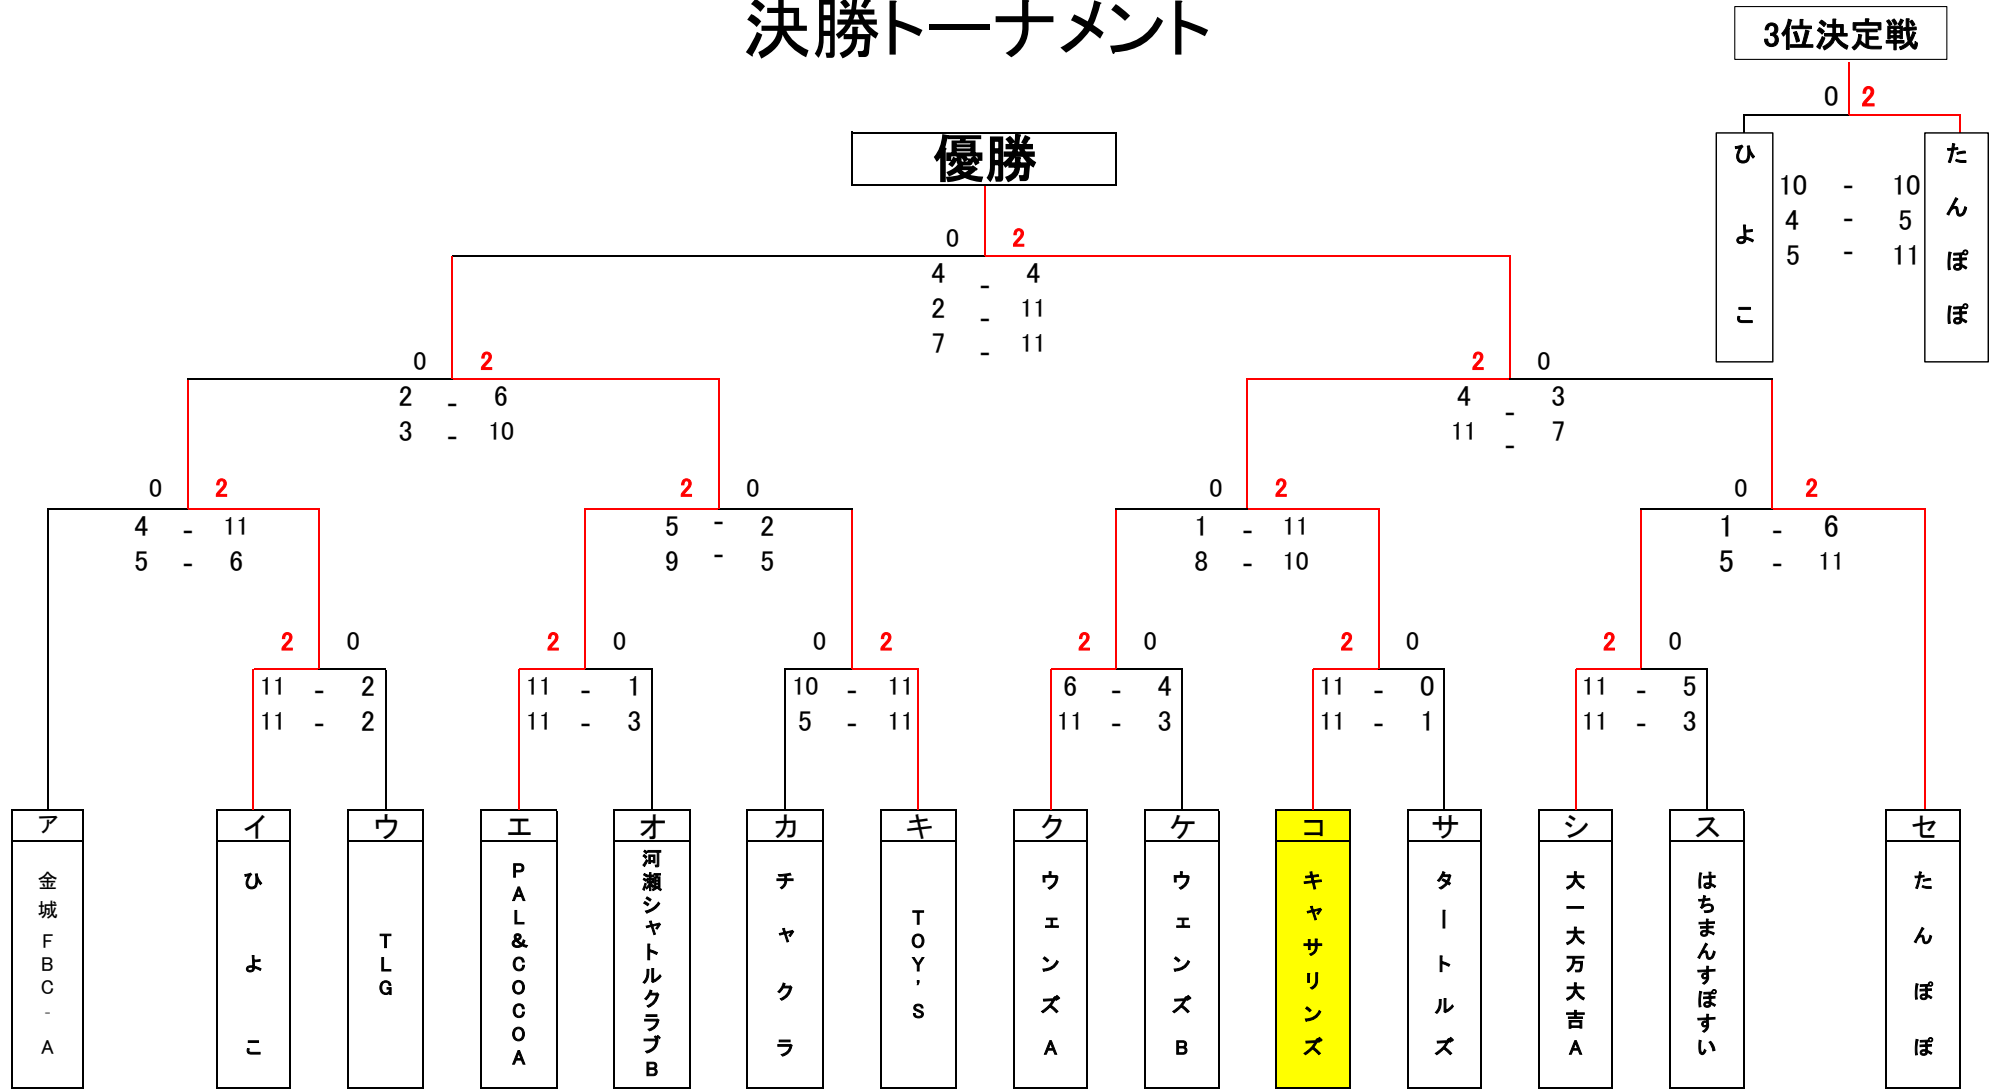 決勝トーナメント
3位決定戦
0 2
ひよこ
たんぽぽ
10 - 10
4 - 5
5 - 11
優勝
0 2
4 - 4
2 - 11
7 - 11
0 2
2 - 6
3 - 10
2 0
4 - 3
11 - 7
0 2
4 - 11
5 - 6
2 0
5 - 2
9 - 5
0 2
1 - 11
8 - 10
0 2
1 - 6
5 - 11
2 0
11 - 2
11 - 2
2 0
11 - 1
11 - 3
0 2
10 - 11
5 - 11
2 0
6 - 4
11 - 3
2 0
11 - 0
11 - 1
2 0
11 - 5
11 - 3
ア
金城FBC-A
イ
ひよこ
ウ
TLG
エ
PAL&COCOA
オ
河瀬シャトルクラブB
カ
チャクラ
キ
TOY'S
ク
ウェンズA
ケ
ウェンズB
コ
キャサリンズ
サ
タートルズ
シ
大一大万大吉A
ス
はちまんすぽすい
セ
たんぽぽ